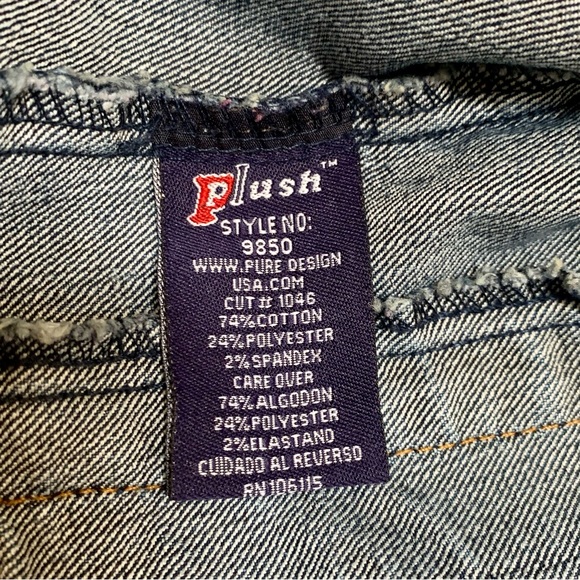 Plush™
STYLE NO:
9850
WWW.PURE DESIGN
USA.COM
CUT# 1046
74%COTTON
24%POLYESTER
2%SPANDEX
CARE OVER
74%ALGODON
24%POLYESTER
2%ELASTAND
CUIDADO AL REVERSO
RN106115